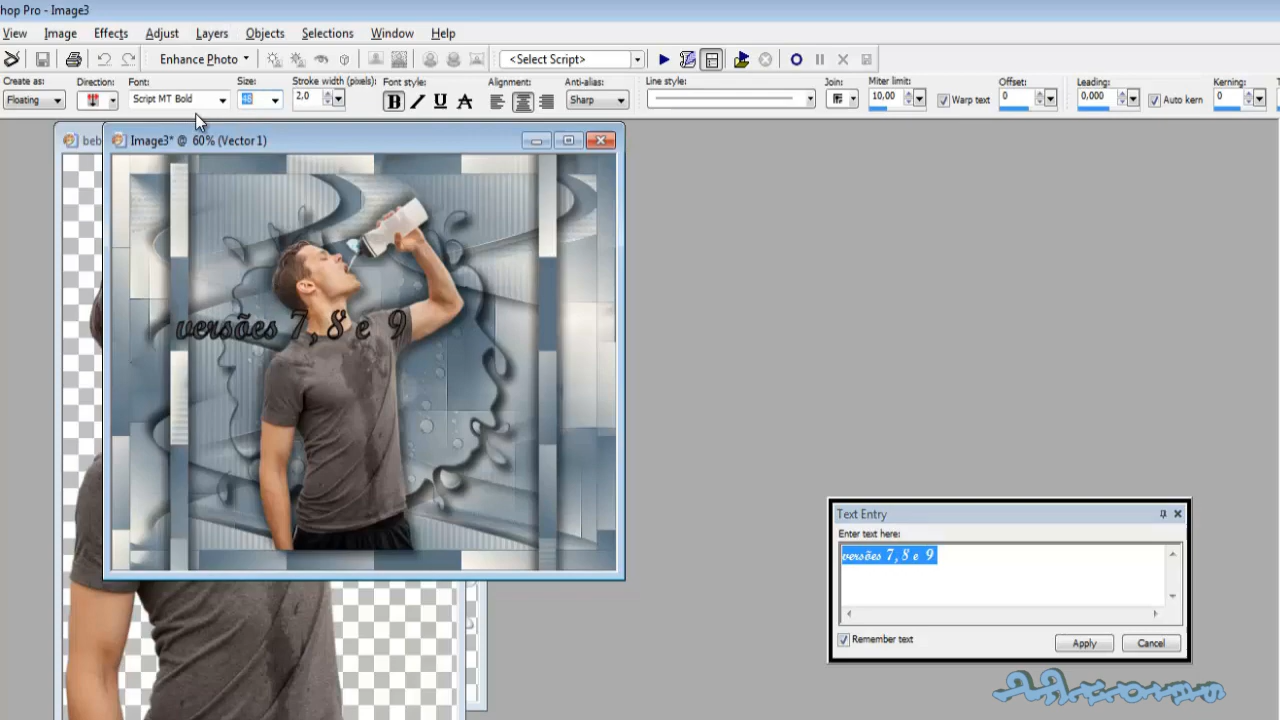 hop Pro - Image3
View Image Effects Adjust Layers Objects Selections Window Help
Enhance Photo <Select Script>
Create as: Direction: Font: Size: Stroke width (pixels): Font style: Alignment: Anti-alias: Line style: Join: Miter limit: Offset: Leading: Kerning:
Floating Script MT Bold 48 2,0 B I U A Sharp 10,00 Warp text 0 0,000 Auto kern 0
beb
Image3* @ 60% (Vector 1)
versões 7, 8 e 9
Text Entry
Enter text here:
versões 7, 8 e 9
Remember text Apply Cancel